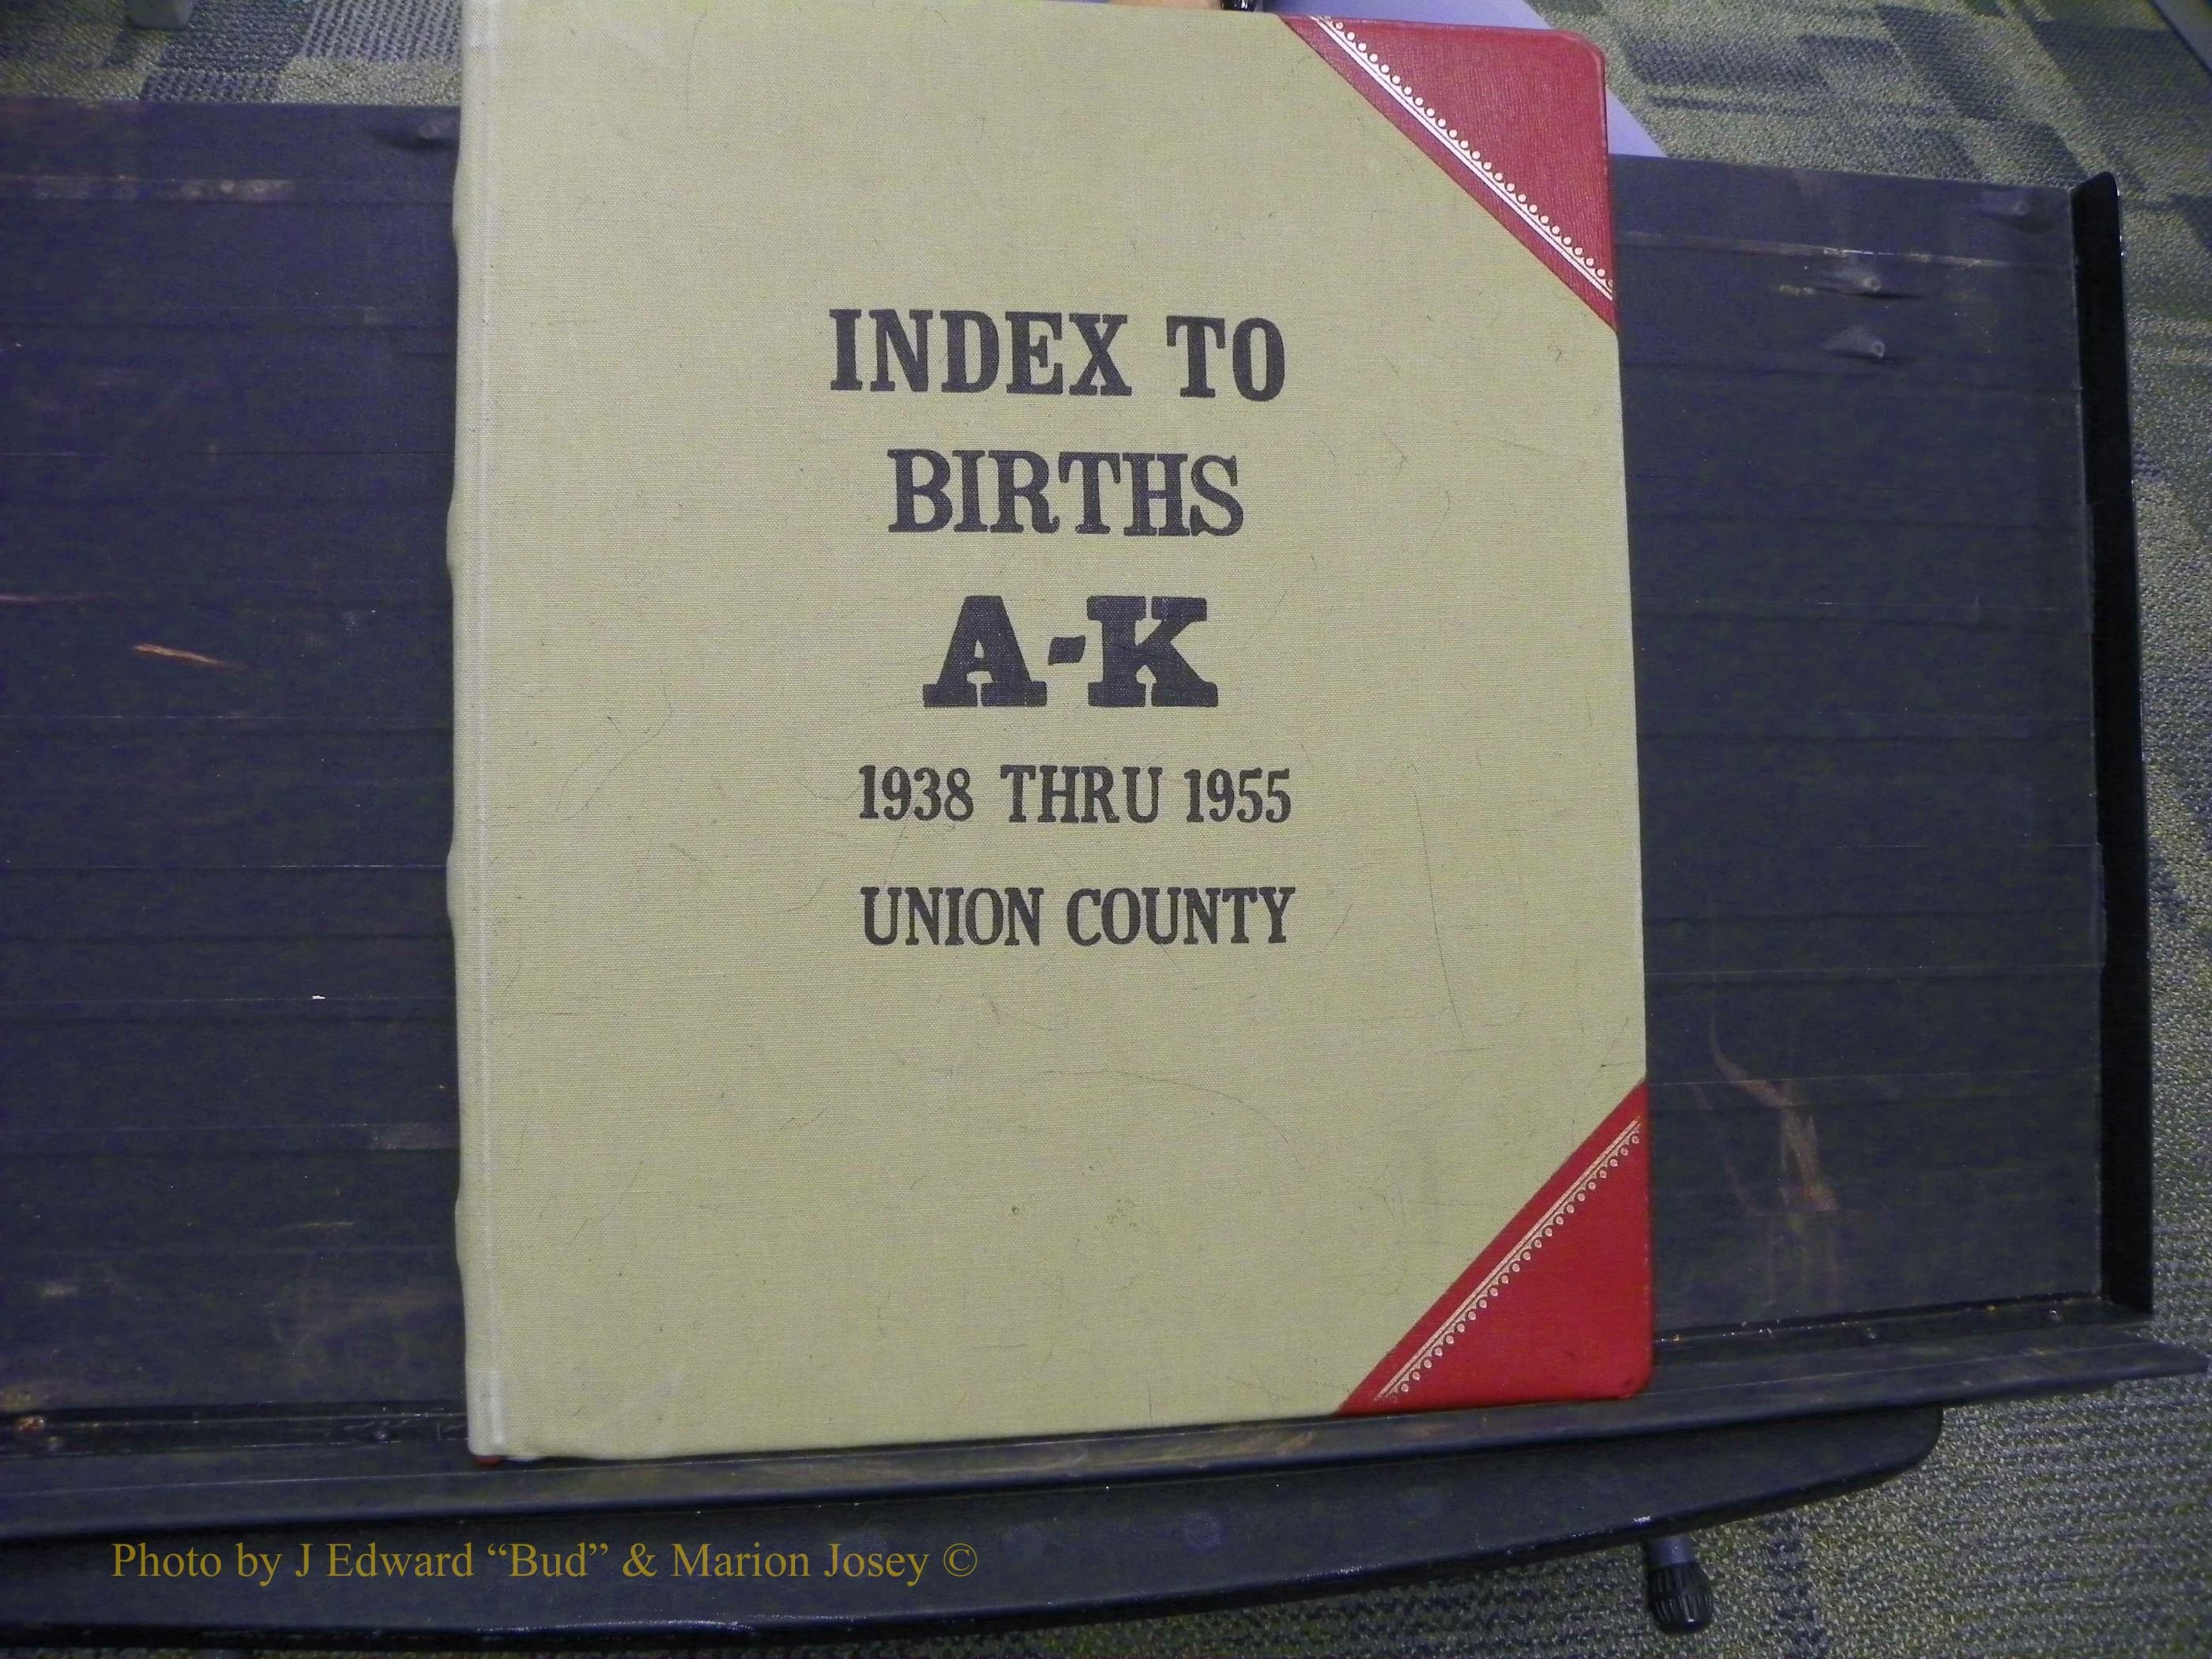 INDEX TO
BIRTHS
A-K
1938 THRU 1955
UNION COUNTY
Photo by J Edward “Bud” & Marion Josey ©